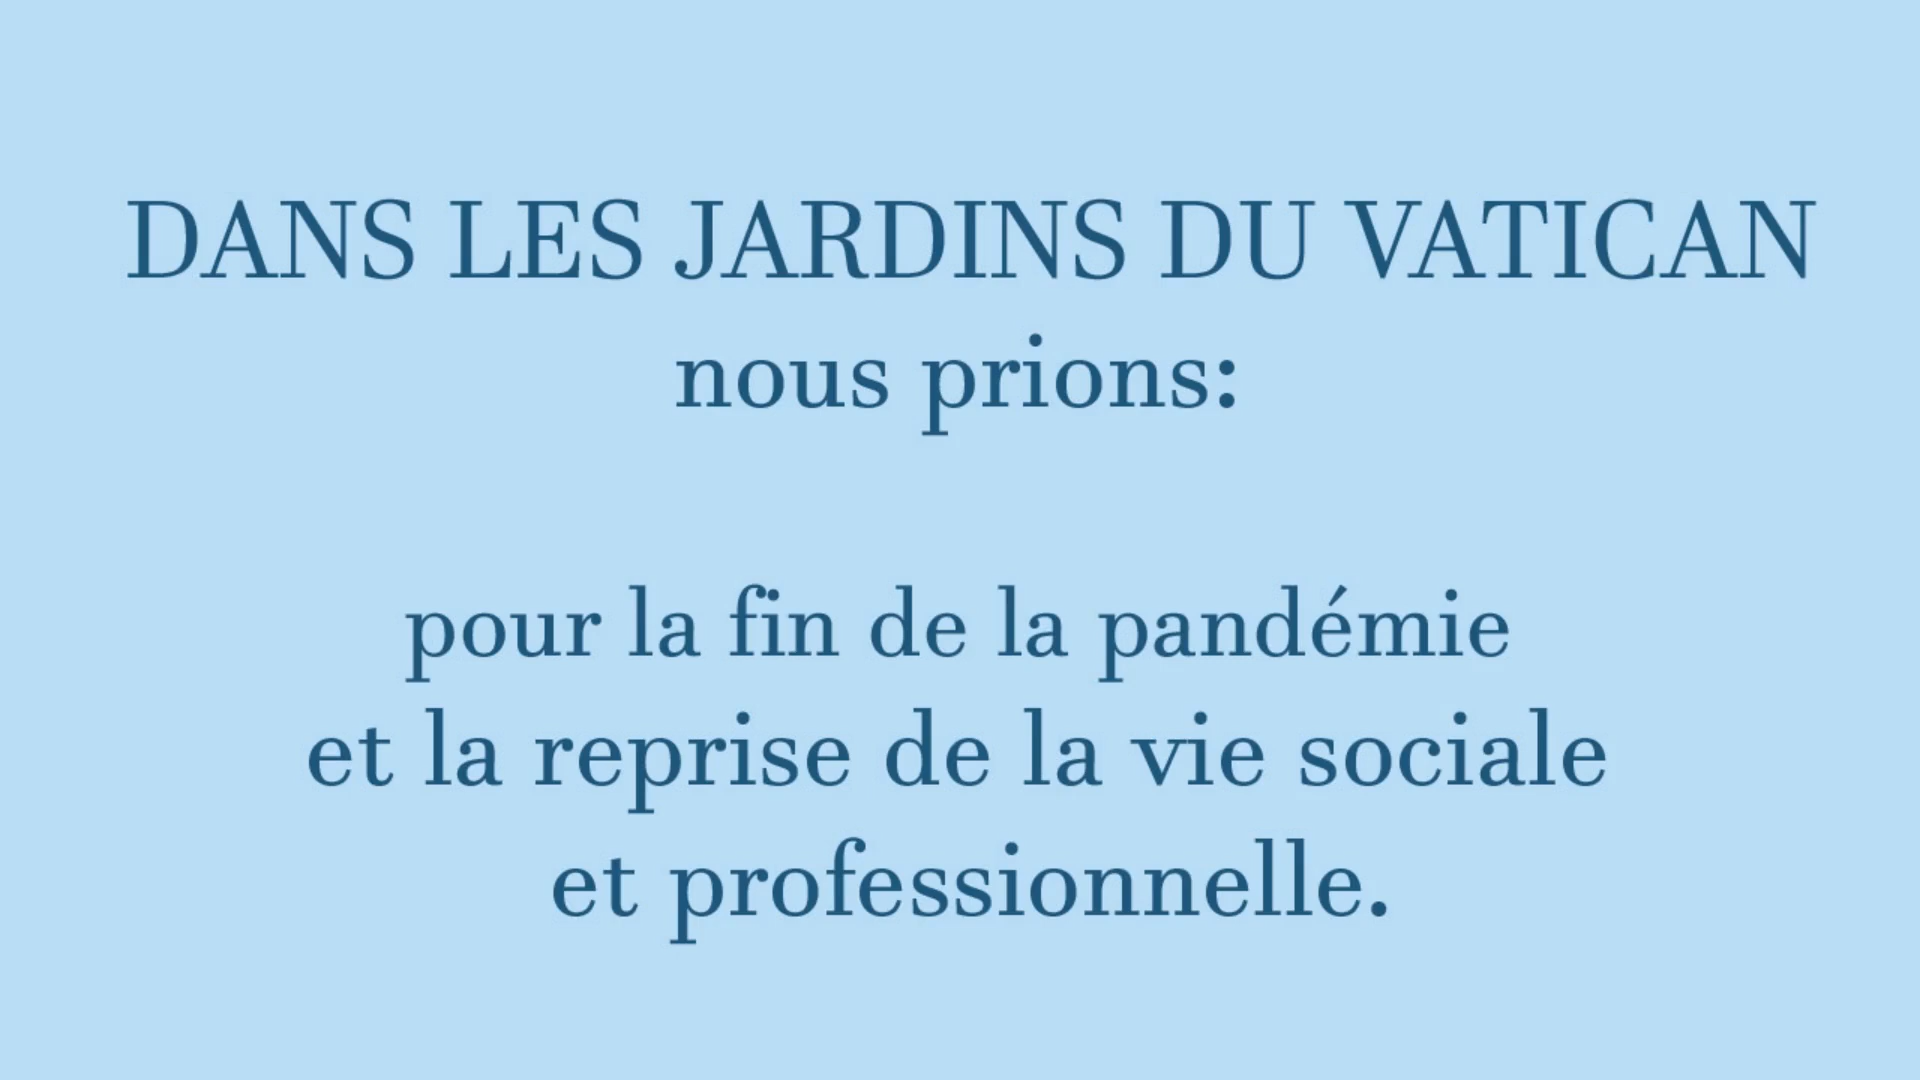 DANS LES JARDINS DU VATICAN
nous prions:
pour la fin de la pandémie
et la reprise de la vie sociale
et professionnelle.